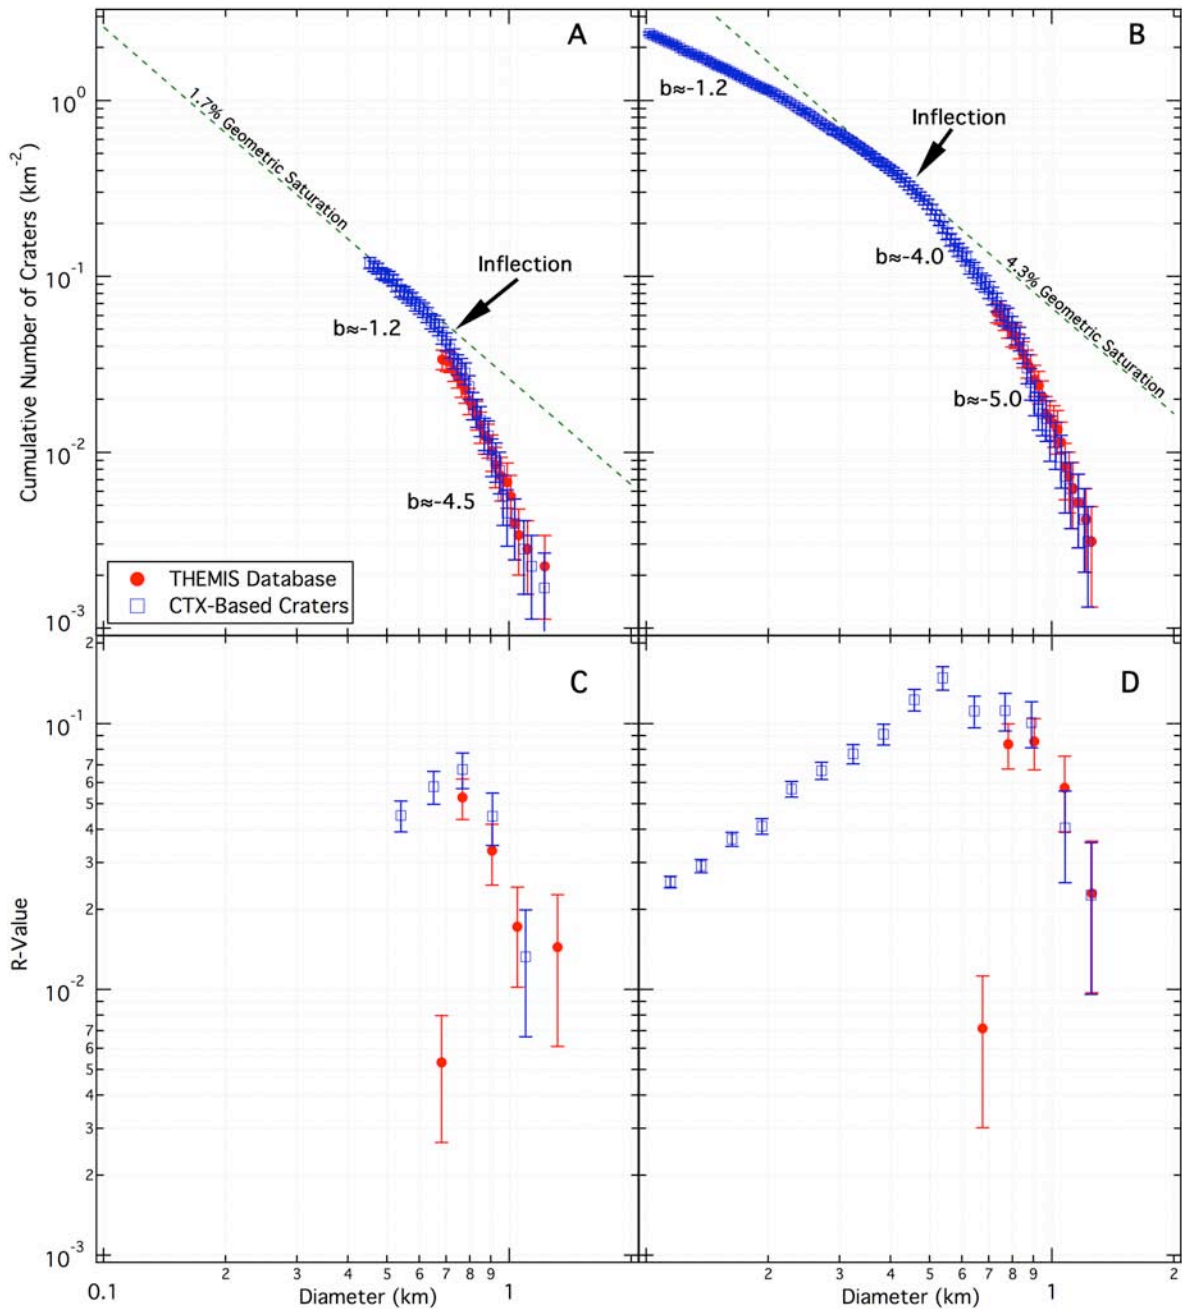 A
B
Cumulative Number of Craters (km-2)
10^0
10^-1
10^-2
10^-3
1.7% Geometric Saturation
Inflection
b≈-1.2
b≈-4.5
THEMIS Database
CTX-Based Craters
b≈-1.2
Inflection
b≈-4.0
4.3% Geometric Saturation
b≈-5.0
C
D
R-Value
2
10^-1
7
6
5
4
3
2
10^-2
7
6
5
4
3
2
10^-3
0.1 2 3 4 5 6 7 8 9 1
2 3 4 5 6 7 8 9 1 2
Diameter (km)
Diameter (km)